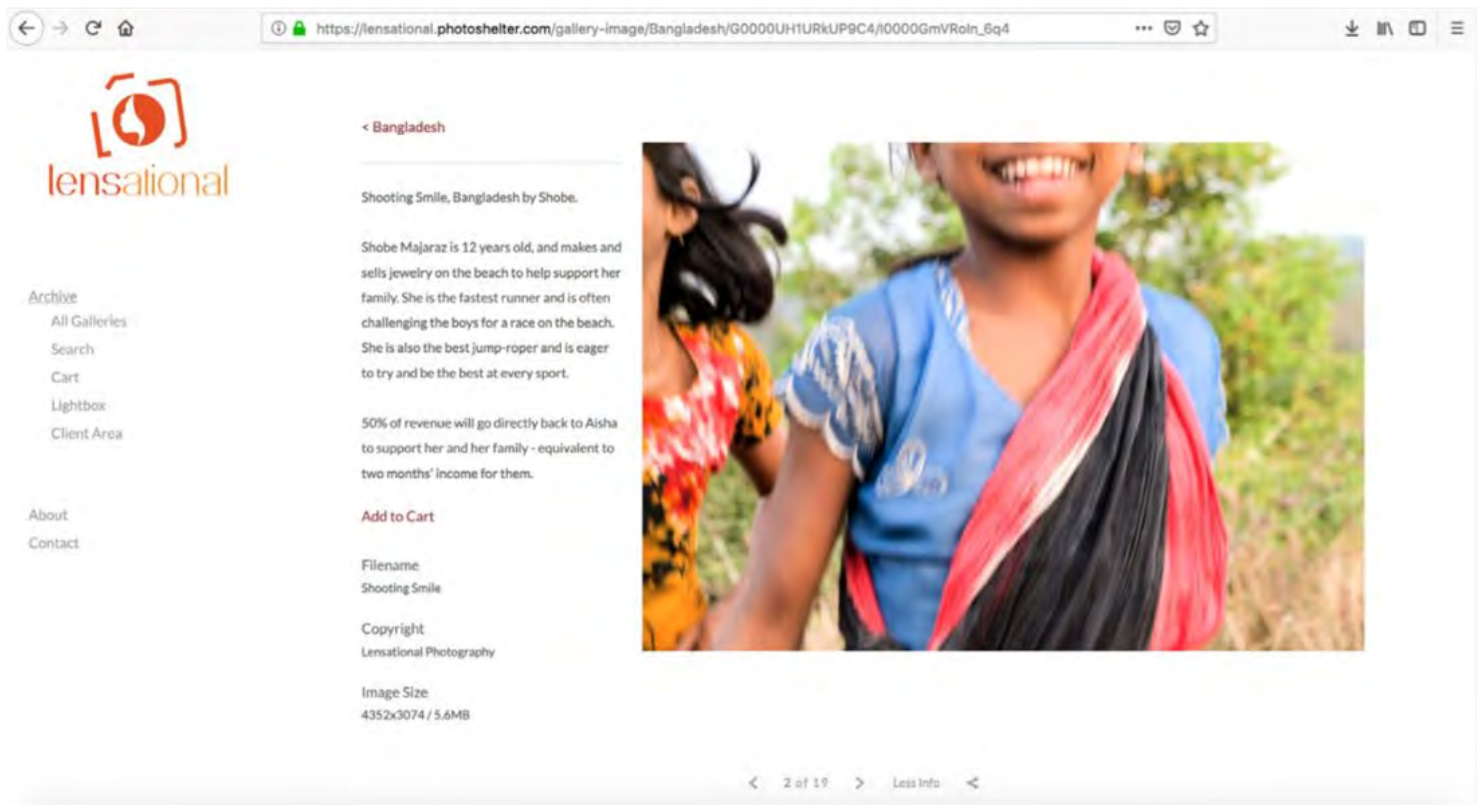 https://lensational.photoshelter.com/gallery-image/Bangladesh/G0000UH1URkUP9C4/I0000GmVRoIn_6q4
lensational
Archive
All Galleries
Search
Cart
Lightbox
Client Area
About
Contact
< Bangladesh
Shooting Smile, Bangladesh by Shobe.
Shobe Majaraz is 12 years old, and makes and
sells jewelry on the beach to help support her
family. She is the fastest runner and is often
challenging the boys for a race on the beach.
She is also the best jump-roper and is eager
to try and be the best at every sport.
50% of revenue will go directly back to Aisha
to support her and her family - equivalent to
two months' income for them.
Add to Cart
Filename
Shooting Smile
Copyright
Lensational Photography
Image Size
4352x3074 / 5.6MB
2 of 19
Less Info